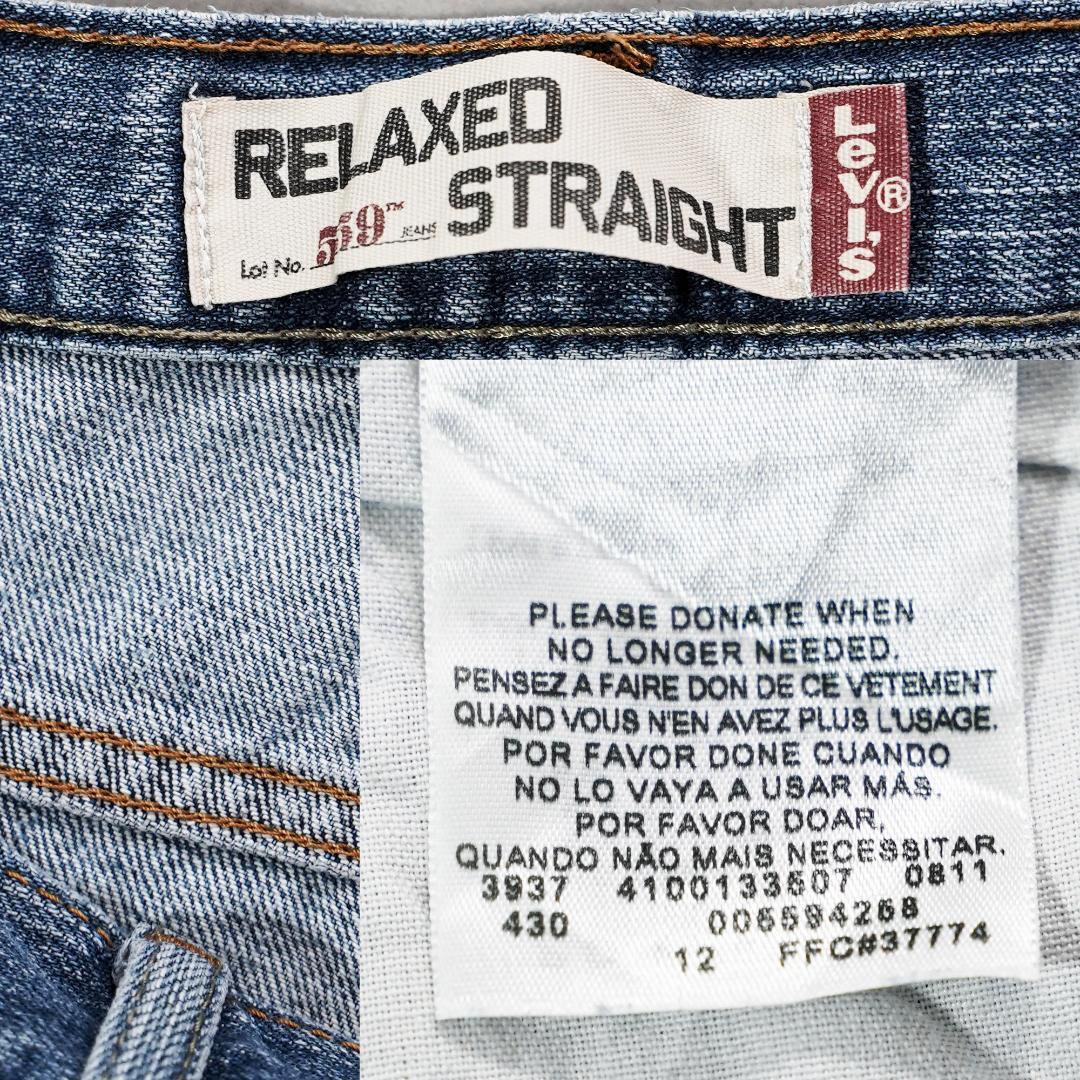 RELAXED
STRAIGHT
Lot No. 559™ JEANS
Levi's®
PLEASE DONATE WHEN
NO LONGER NEEDED.
PENSEZ A FAIRE DON DE CE VETEMENT
QUAND VOUS N'EN AVEZ PLUS L'USAGE.
POR FAVOR DONE CUANDO
NO LO VAYA A USAR MÁS.
POR FAVOR DOAR,
QUANDO NÃO MAIS NECESSITAR.
3937 4100133607 0811
430 005594268
12 FFC#37774